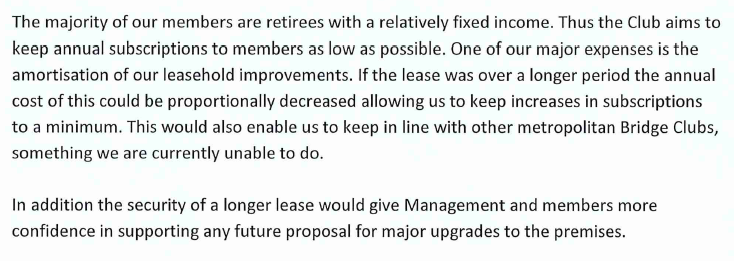 The majority of our members are retirees with a relatively fixed income. Thus the Club aims to
keep annual subscriptions to members as low as possible. One of our major expenses is the
amortisation of our leasehold improvements. If the lease was over a longer period the annual
cost of this could be proportionally decreased allowing us to keep increases in subscriptions
to a minimum. This would also enable us to keep in line with other metropolitan Bridge Clubs,
something we are currently unable to do.

In addition the security of a longer lease would give Management and members more
confidence in supporting any future proposal for major upgrades to the premises.